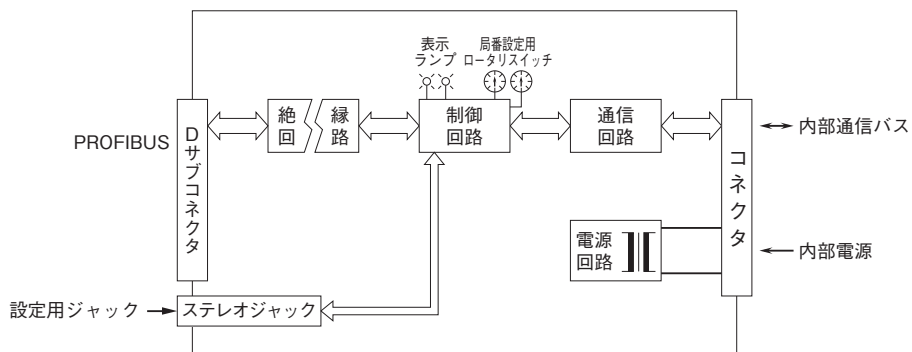 表示
ランプ
局番設定用
ロータリスイッチ
PROFIBUS
Dサブコネクタ
絶 縁
回 路
制御
回路
通信
回路
コネクタ
内部通信バス
電源
回路
内部電源
設定用ジャック
ステレオジャック